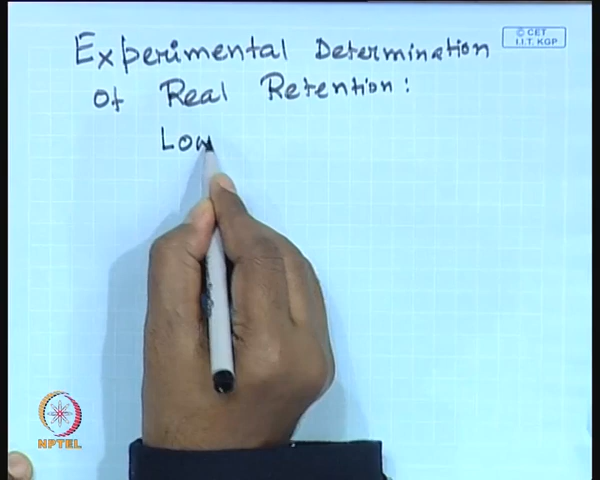 © CET
I.I.T. KGP
Experimental Determination
Of Real Retention:
Low
NPTEL